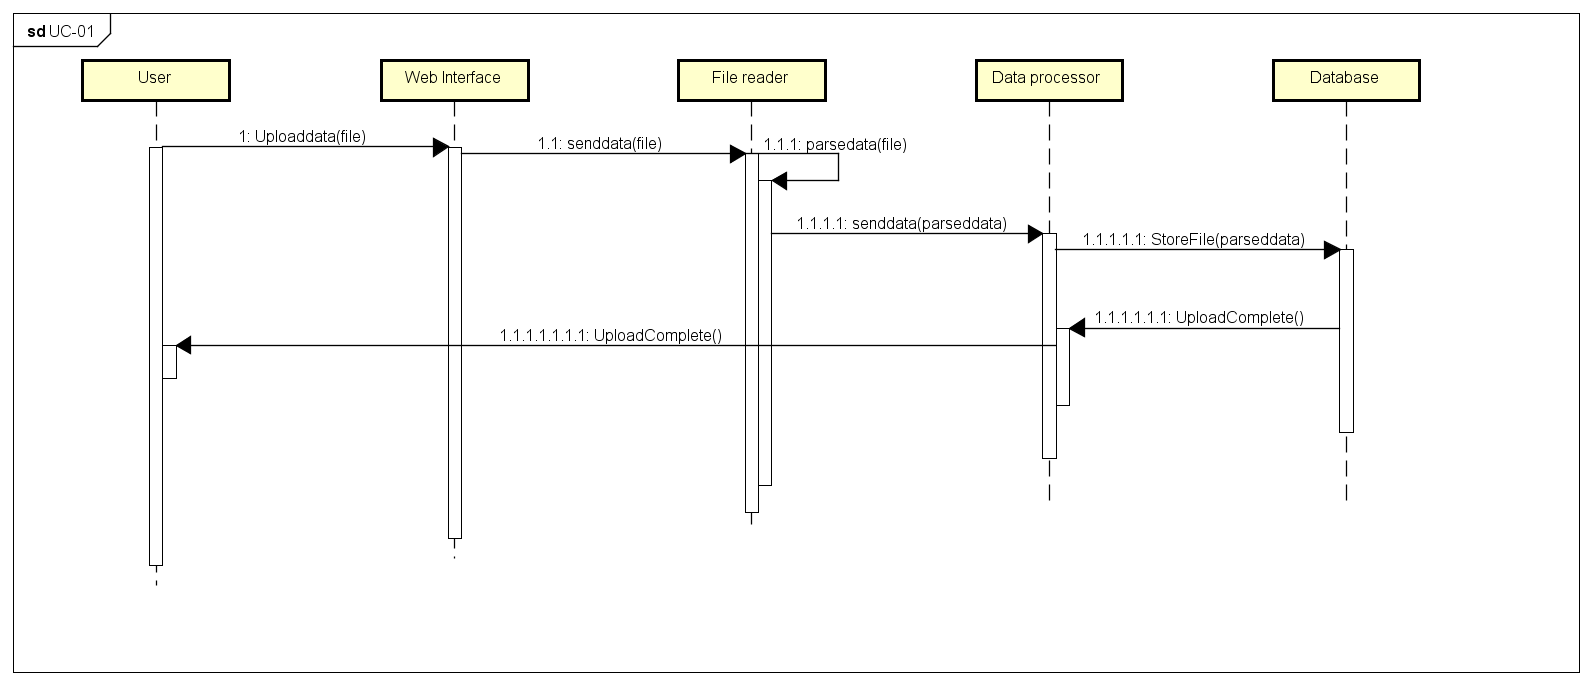 sd UC-01
User
Web Interface
File reader
Data processor
Database
1: Uploaddata(file)
1.1: senddata(file)
1.1.1: parsedata(file)
1.1.1.1: senddata(parseddata)
1.1.1.1.1: StoreFile(parseddata)
1.1.1.1.1.1: UploadComplete()
1.1.1.1.1.1.1: UploadComplete()